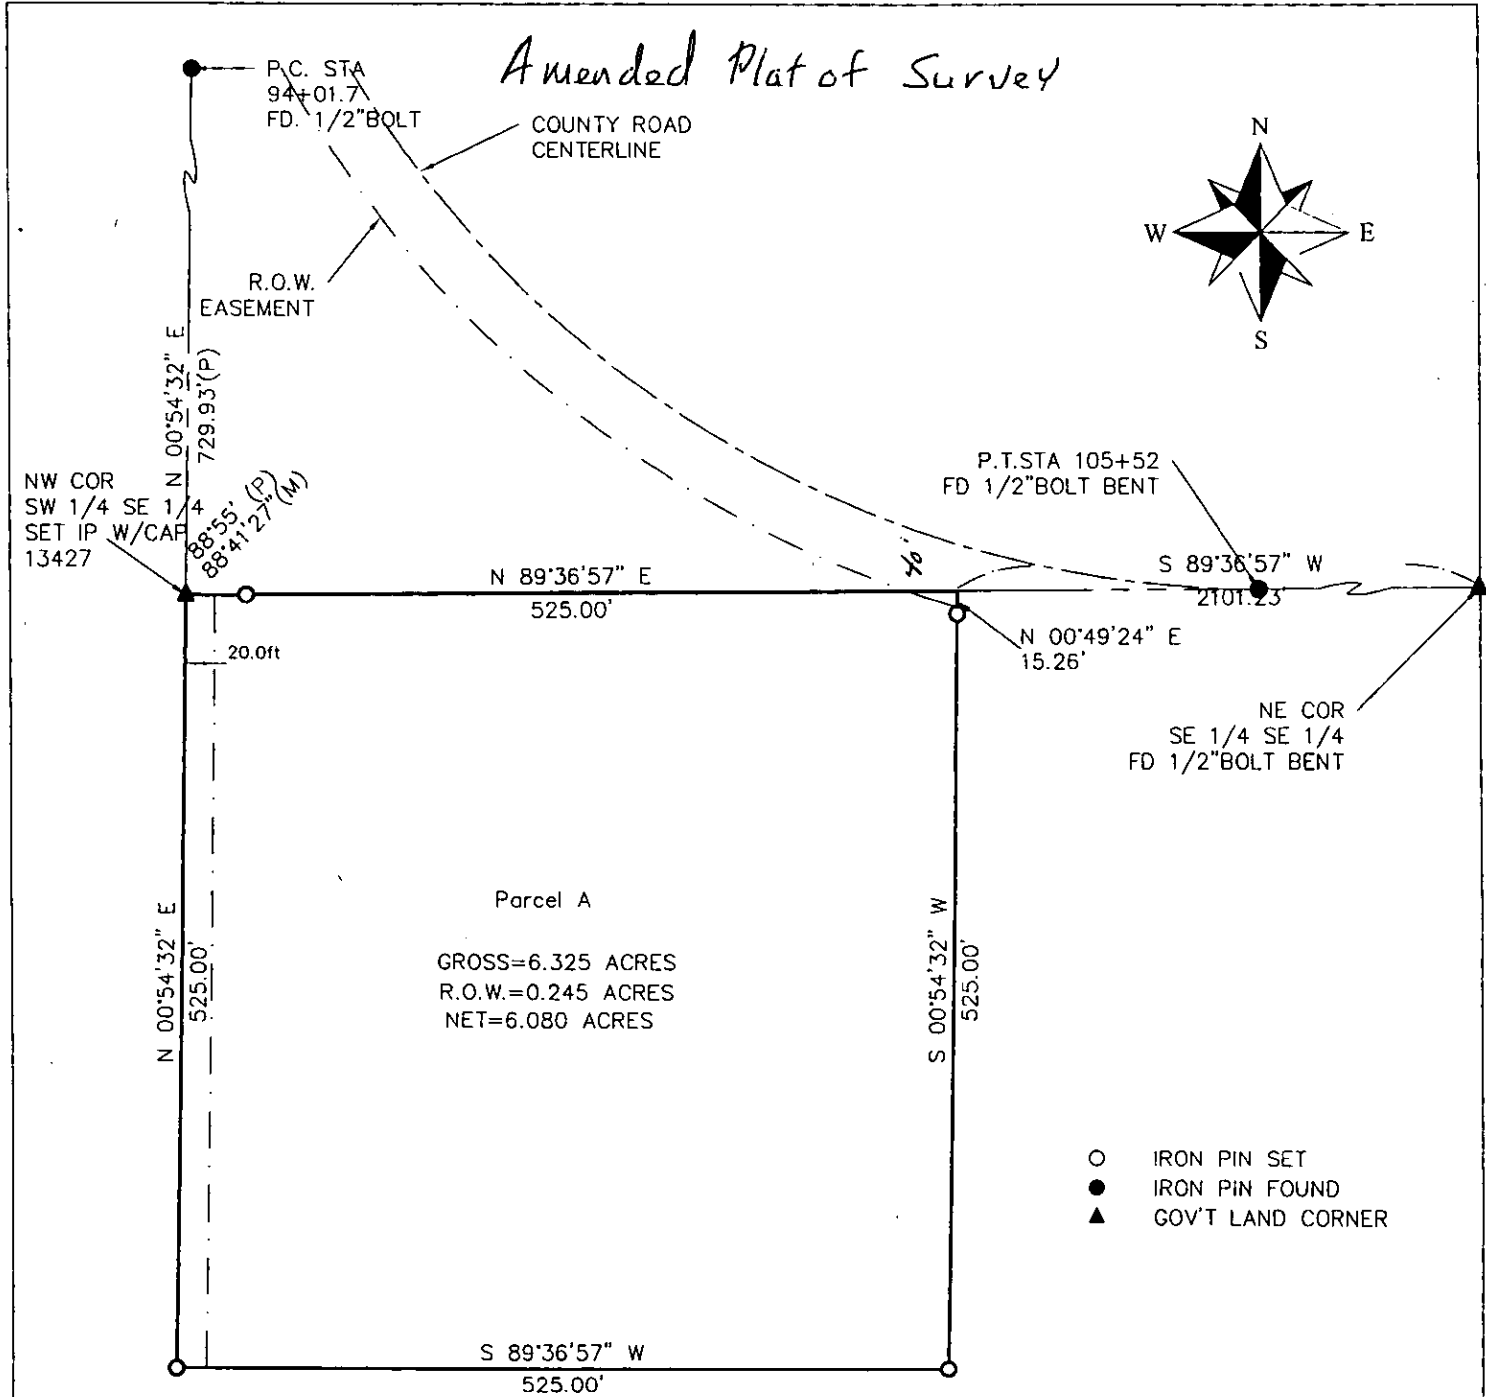 Amended Plat of Survey
P.C. STA
94+01.7
FD. 1/2"BOLT
COUNTY ROAD
CENTERLINE
N
W
E
S
R.O.W.
EASEMENT
N 00°54'32" E
729.93'(P)
NW COR
SW 1/4 SE 1/4
SET IP W/CAP
13427
88°55' (P)
88°41'27" (M)
P.T.STA 105+52
FD 1/2"BOLT BENT
40
N 89°36'57" E
525.00'
S 89°36'57" W
2101.23'
20.0ft
N 00°49'24" E
15.26'
NE COR
SE 1/4 SE 1/4
FD 1/2"BOLT BENT
Parcel A
GROSS=6.325 ACRES
R.O.W.=0.245 ACRES
NET=6.080 ACRES
N 00°54'32" E
525.00'
S 00°54'32" W
525.00'
IRON PIN SET
IRON PIN FOUND
GOV'T LAND CORNER
S 89°36'57" W
525.00'